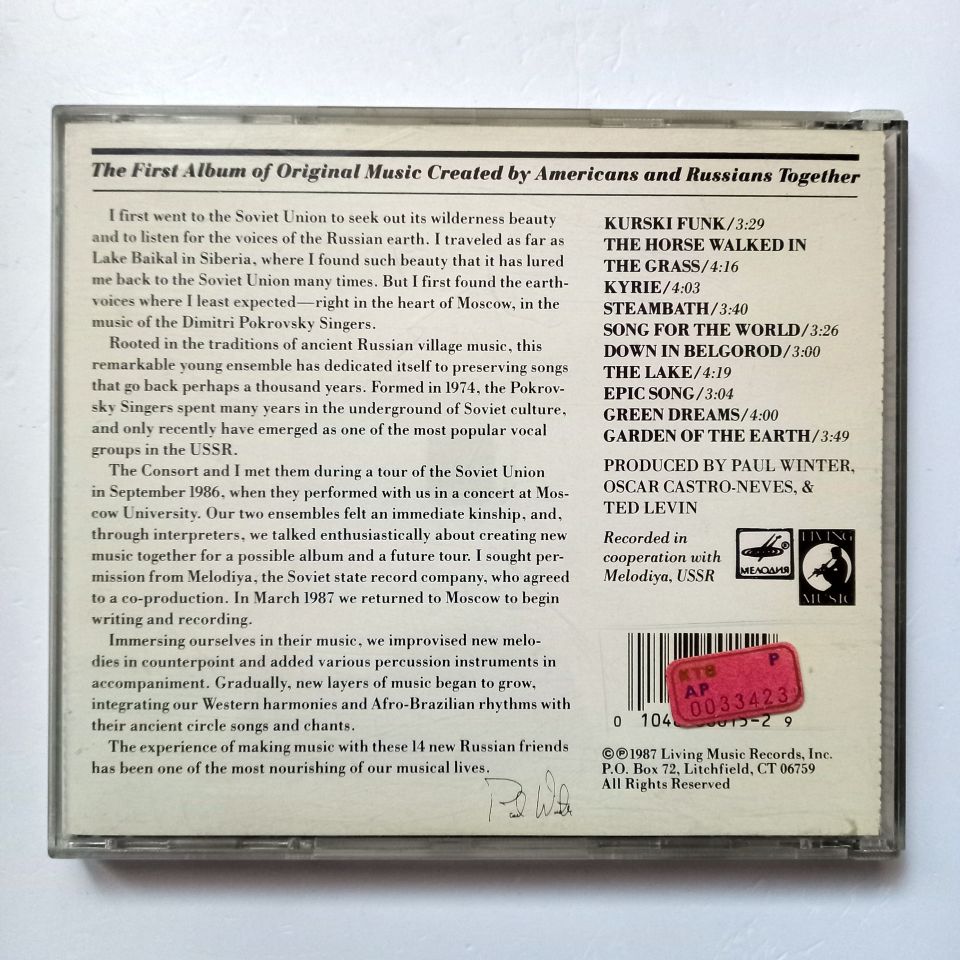 The First Album of Original Music Created by Americans and Russians Together
I first went to the Soviet Union to seek out its wilderness beauty
and to listen for the voices of the Russian earth. I traveled as far as
Lake Baikal in Siberia, where I found such beauty that it has lured
me back to the Soviet Union many times. But I first found the earth-
voices where I least expected—right in the heart of Moscow, in the
music of the Dimitri Pokrovsky Singers.
Rooted in the traditions of ancient Russian village music, this
remarkable young ensemble has dedicated itself to preserving songs
that go back perhaps a thousand years. Formed in 1974, the Pokrov-
sky Singers spent many years in the underground of Soviet culture,
and only recently have emerged as one of the most popular vocal
groups in the USSR.
The Consort and I met them during a tour of the Soviet Union
in September 1986, when they performed with us in a concert at Mos-
cow University. Our two ensembles felt an immediate kinship, and,
through interpreters, we talked enthusiastically about creating new
music together for a possible album and a future tour. I sought per-
mission from Melodiya, the Soviet state record company, who agreed
to a co-production. In March 1987 we returned to Moscow to begin
writing and recording.
Immersing ourselves in their music, we improvised new melo-
dies in counterpoint and added various percussion instruments in
accompaniment. Gradually, new layers of music began to grow,
integrating our Western harmonies and Afro-Brazilian rhythms with
their ancient circle songs and chants.
The experience of making music with these 14 new Russian friends
has been one of the most nourishing of our musical lives.
Paul Winter
KURSKI FUNK/3:29
THE HORSE WALKED IN
THE GRASS/4:16
KYRIE/4:03
STEAMBATH/3:40
SONG FOR THE WORLD/3:26
DOWN IN BELGOROD/3:00
THE LAKE/4:19
EPIC SONG/3:04
GREEN DREAMS/4:00
GARDEN OF THE EARTH/3:49
PRODUCED BY PAUL WINTER,
OSCAR CASTRO-NEVES, &
TED LEVIN
Recorded in
cooperation with
Melodiya, USSR
®
МЕЛОДИЯ
LIVING
MUSIC
KTB P
AP
0033423
0 104 5-2 9
©℗1987 Living Music Records, Inc.
P.O. Box 72, Litchfield, CT 06759
All Rights Reserved